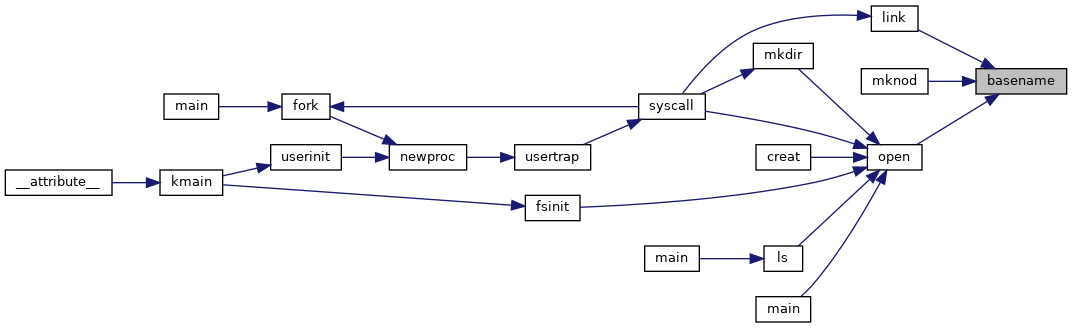 link
mkdir
mknod
basename
main
fork
syscall
userinit
newproc
usertrap
creat
open
__attribute__
kmain
fsinit
main
ls
main